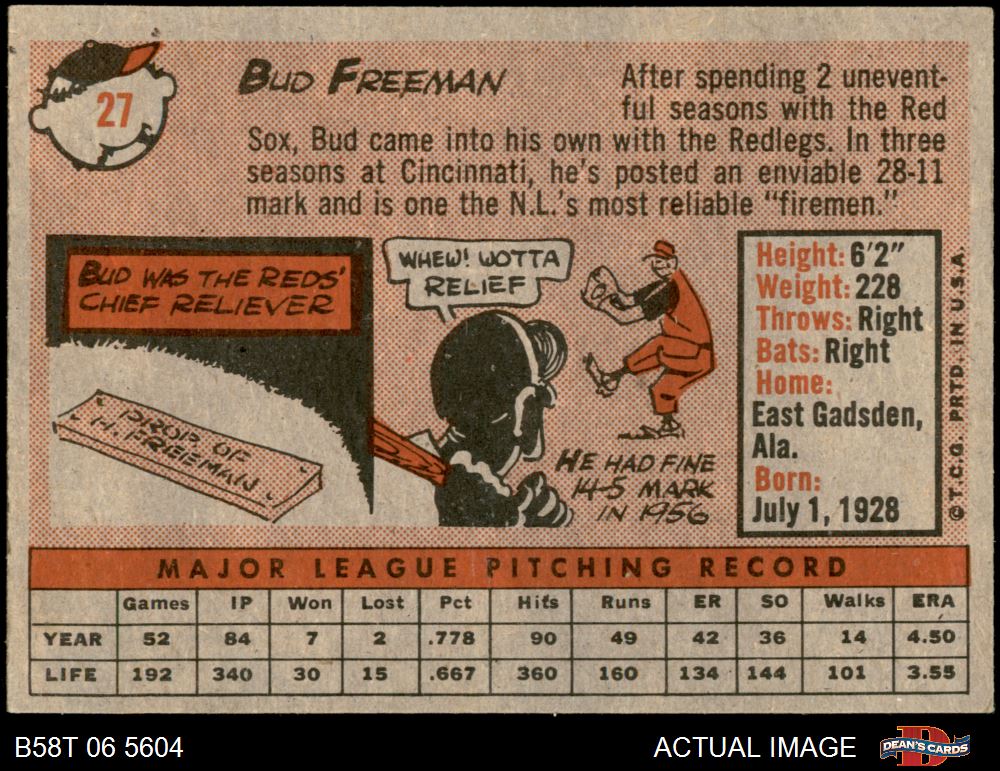 27
BUD FREEMAN
After spending 2 unevent-
ful seasons with the Red
Sox, Bud came into his own with the Redlegs. In three
seasons at Cincinnati, he's posted an enviable 28-11
mark and is one the N.L.'s most reliable "firemen."
BUD WAS THE REDS'
CHIEF RELIEVER
WHEW! WOTTA
RELIEF
PROP. OF
H. FREEMAN
HE HAD FINE
14-5 MARK
IN 1956
Height: 6'2"
Weight: 228
Throws: Right
Bats: Right
Home:
East Gadsden,
Ala.
Born:
July 1, 1928
© T.C.G. PRTD. IN U.S.A.
MAJOR LEAGUE PITCHING RECORD
Games IP Won Lost Pct Hits Runs ER SO Walks ERA
YEAR 52 84 7 2 .778 90 49 42 36 14 4.50
LIFE 192 340 30 15 .667 360 160 134 144 101 3.55
B58T 06 5604
ACTUAL IMAGE
DEAN'S CARDS